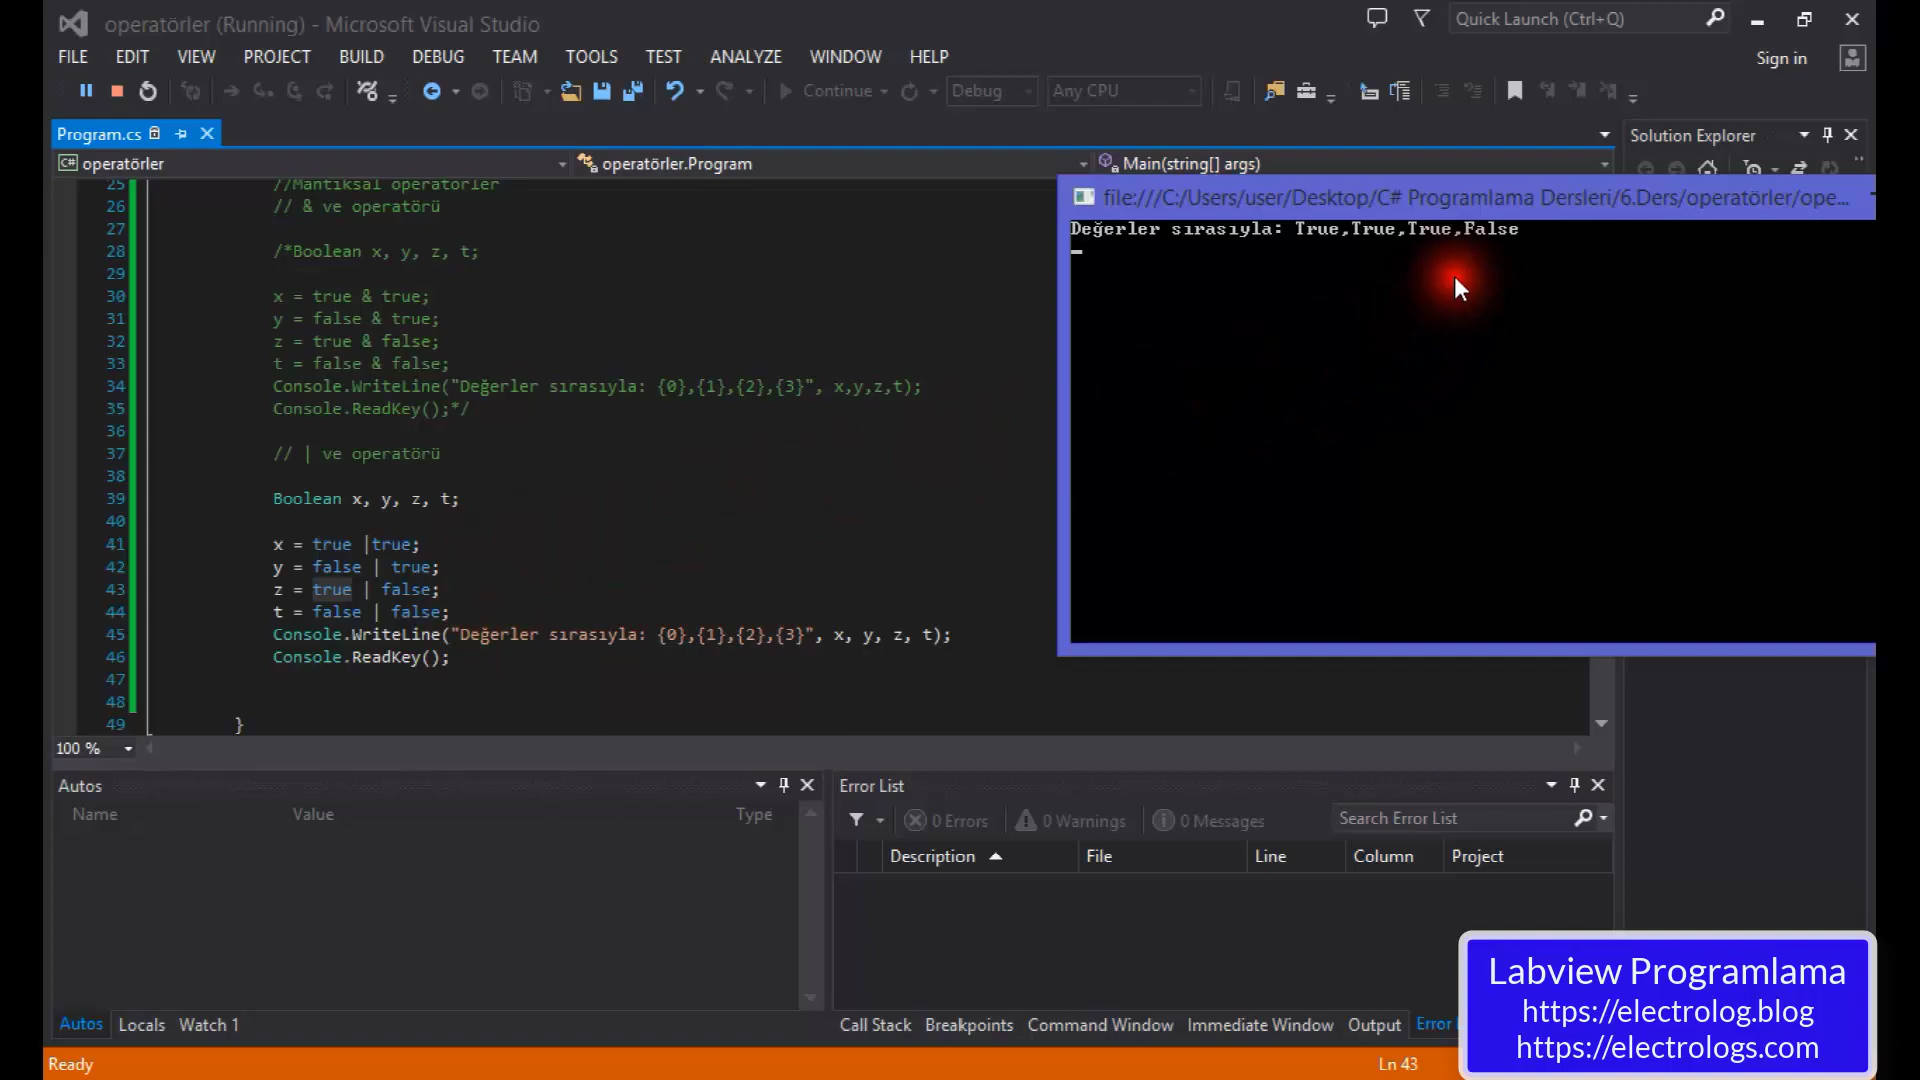 operatörler (Running) - Microsoft Visual Studio
Quick Launch (Ctrl+Q)
FILE EDIT VIEW PROJECT BUILD DEBUG TEAM TOOLS TEST ANALYZE WINDOW HELP
Sign in
Continue Debug Any CPU
Program.cs
Solution Explorer
C# operatörler
operatörler.Program
Main(string[] args)
file:///C:/Users/user/Desktop/C# Programlama Dersleri/6.Ders/operatörler/ope...
Değerler sırasıyla: True,True,True,False
25 //Mantıksal operatörler
26 // & ve operatörü
27
28 /*Boolean x, y, z, t;
29
30 x = true & true;
31 y = false & true;
32 z = true & false;
33 t = false & false;
34 Console.WriteLine("Değerler sırasıyla: {0},{1},{2},{3}", x,y,z,t);
35 Console.ReadKey();*/
36
37 // | ve operatörü
38
39 Boolean x, y, z, t;
40
41 x = true |true;
42 y = false | true;
43 z = true | false;
44 t = false | false;
45 Console.WriteLine("Değerler sırasıyla: {0},{1},{2},{3}", x, y, z, t);
46 Console.ReadKey();
47
48
49 }
100 %
Autos
Name Value Type
Error List
0 Errors 0 Warnings 0 Messages Search Error List
Description File Line Column Project
Autos Locals Watch 1
Call Stack Breakpoints Command Window Immediate Window Output Error
Ready
Ln 43
Labview Programlama
https://electrolog.blog
https://electrologs.com